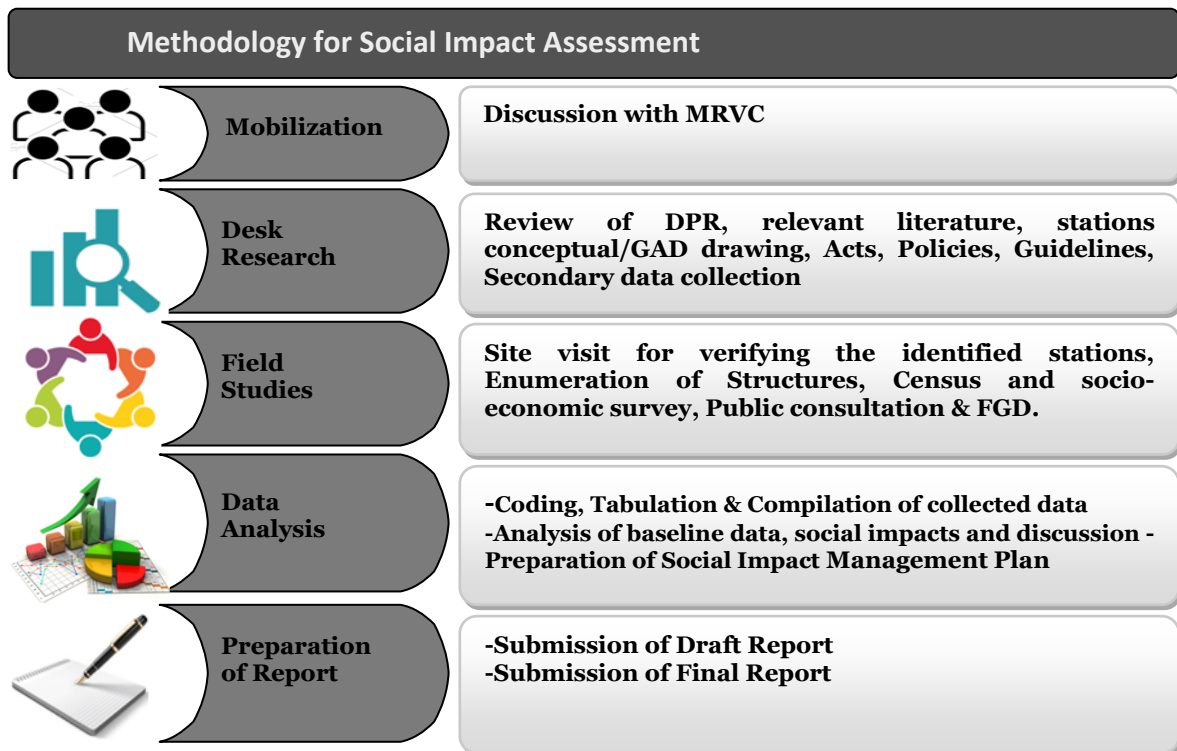 Methodology for Social Impact Assessment
Mobilization
Discussion with MRVC
Desk
Research
Review of DPR, relevant literature, stations
conceptual/GAD drawing, Acts, Policies, Guidelines,
Secondary data collection
Field
Studies
Site visit for verifying the identified stations,
Enumeration of Structures, Census and socio-
economic survey, Public consultation & FGD.
Data
Analysis
-Coding, Tabulation & Compilation of collected data
-Analysis of baseline data, social impacts and discussion -
Preparation of Social Impact Management Plan
Preparation
of Report
-Submission of Draft Report
-Submission of Final Report